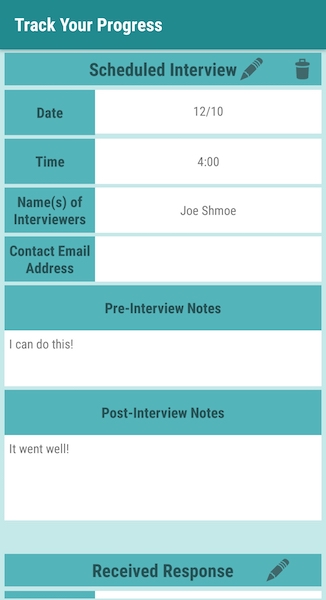 Track Your Progress
Scheduled Interview
Date
12/10
Time
4:00
Name(s) of
Interviewers
Joe Shmoe
Contact Email
Address
Pre-Interview Notes
I can do this!
Post-Interview Notes
It went well!
Received Response